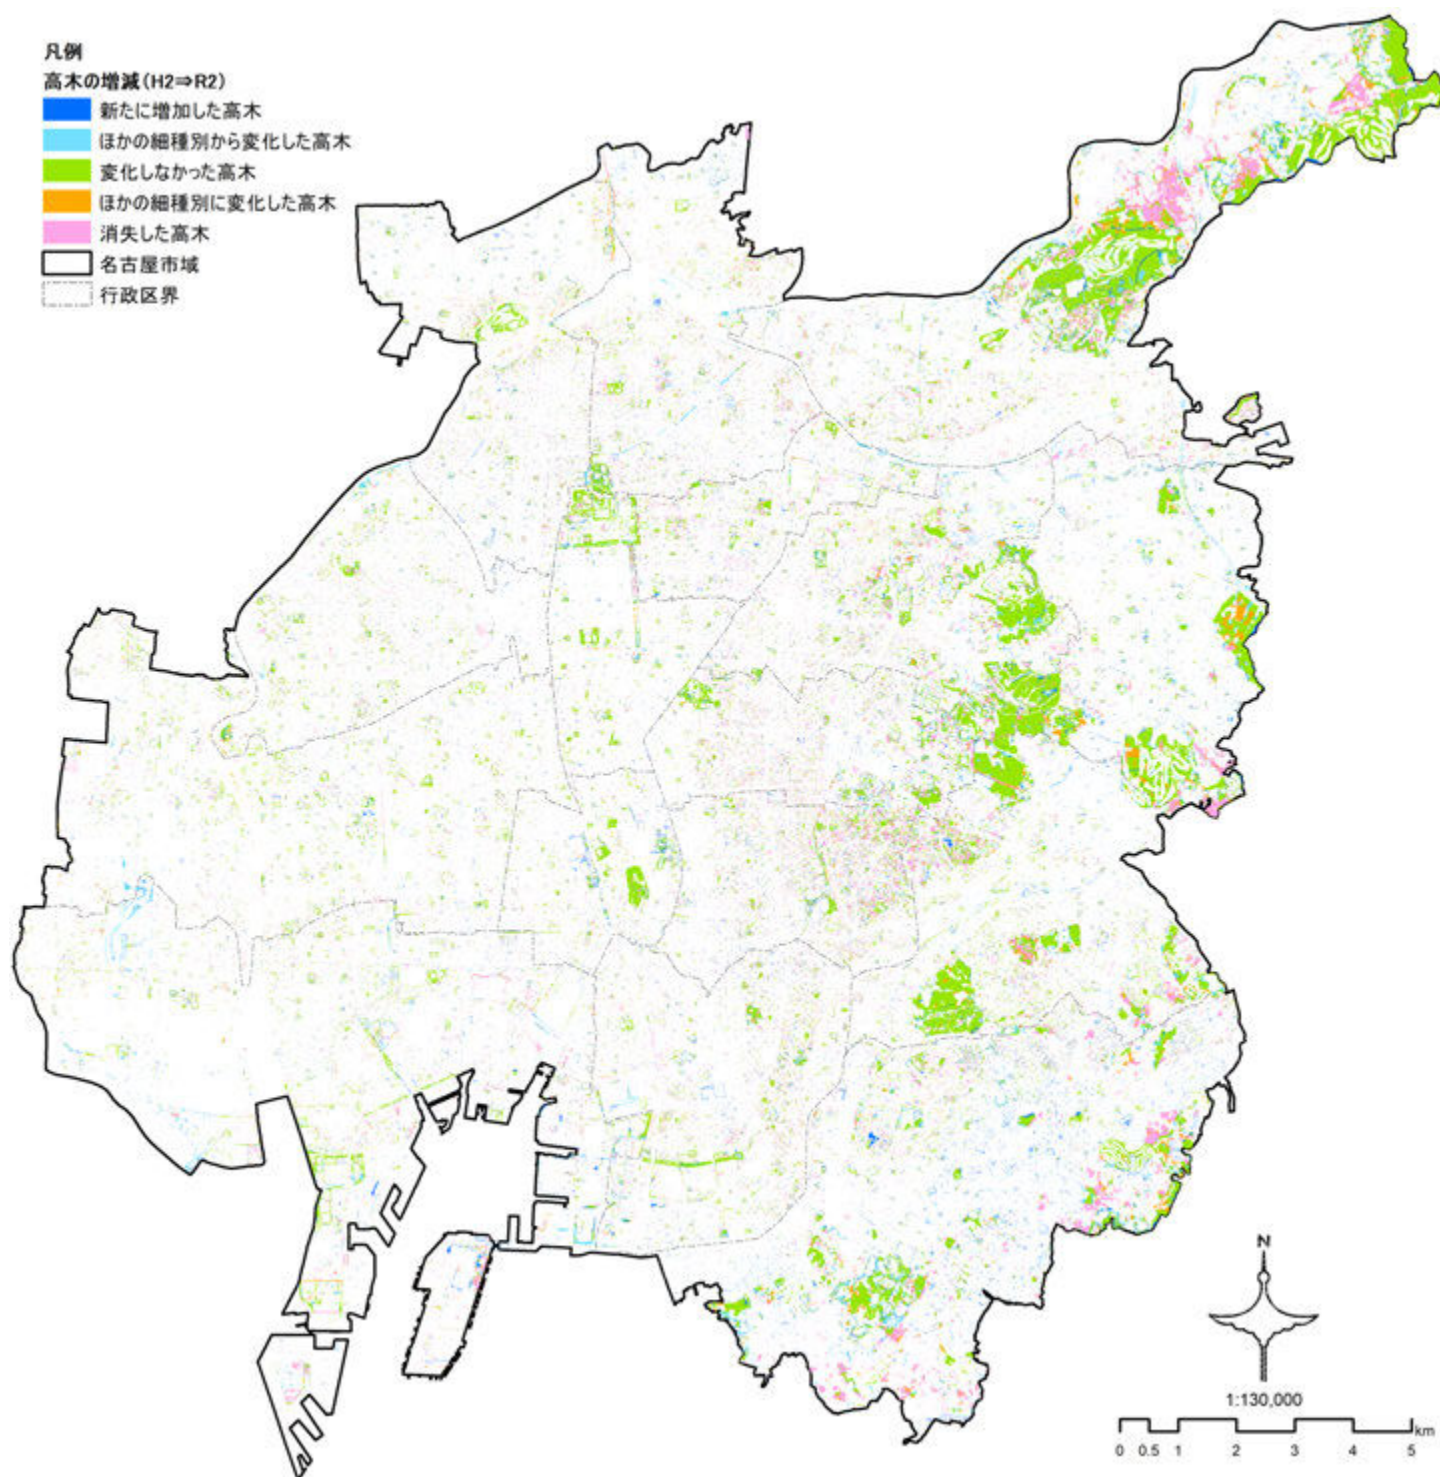 凡例
高木の増減(H2⇒R2)
新たに増加した高木
ほかの細種別から変化した高木
変化しなかった高木
ほかの細種別に変化した高木
消失した高木
名古屋市域
行政区界
N
1:130,000
km
0 0.5 1 2 3 4 5